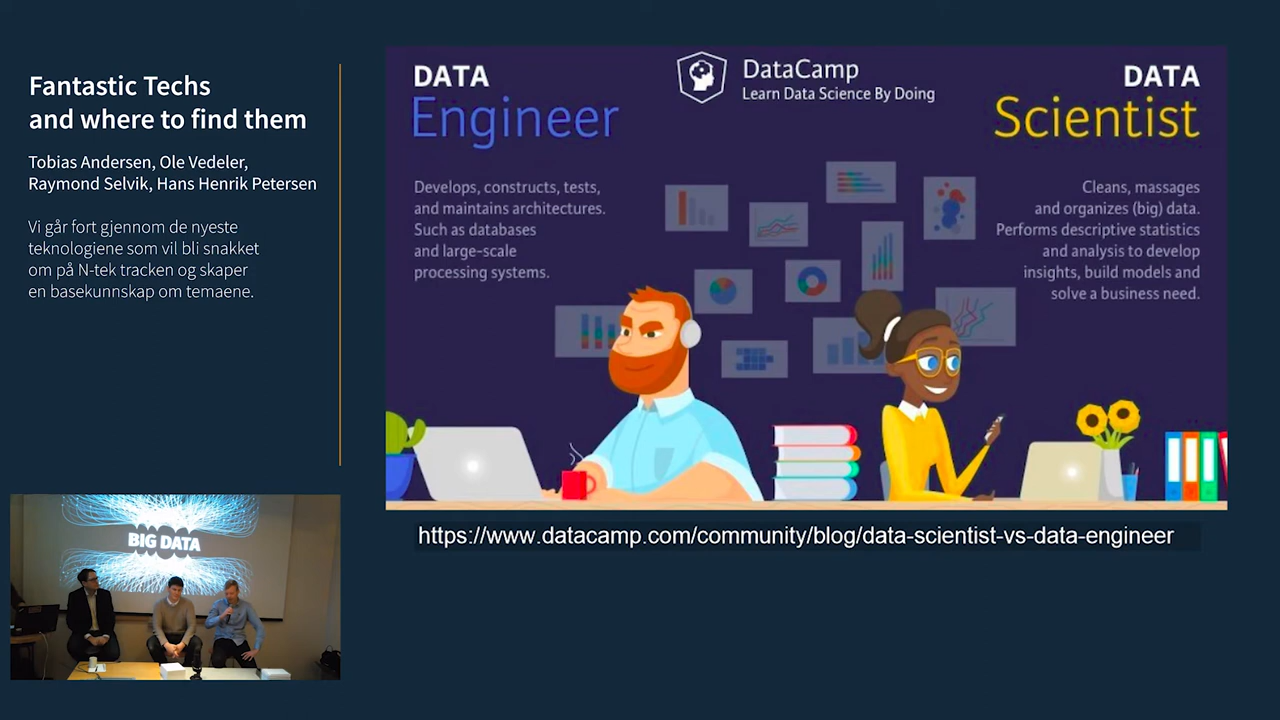 Fantastic Techs
and where to find them
Tobias Andersen, Ole Vedeler,
Raymond Selvik, Hans Henrik Petersen
Vi går fort gjennom de nyeste
teknologiene som vil bli snakket
om på N-tek tracken og skaper
en basekunnskap om temaene.
DATA
Engineer
Develops, constructs, tests,
and maintains architectures.
Such as databases
and large-scale
processing systems.
DataCamp
Learn Data Science By Doing
DATA
Scientist
Cleans, massages
and organizes (big) data.
Performs descriptive statistics
and analysis to develop
insights, build models and
solve a business need.
https://www.datacamp.com/community/blog/data-scientist-vs-data-engineer
BIG DATA